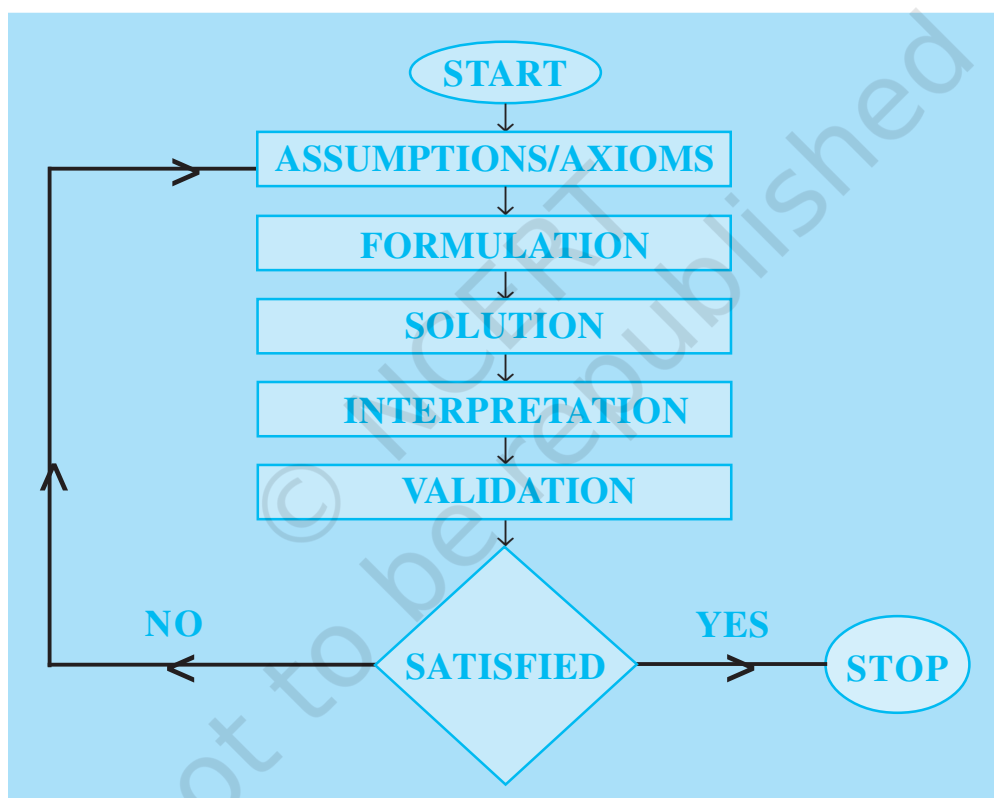 START
ASSUMPTIONS/AXIOMS
FORMULATION
SOLUTION
INTERPRETATION
VALIDATION
NO
YES
SATISFIED
STOP
© NCERT
not to be republished